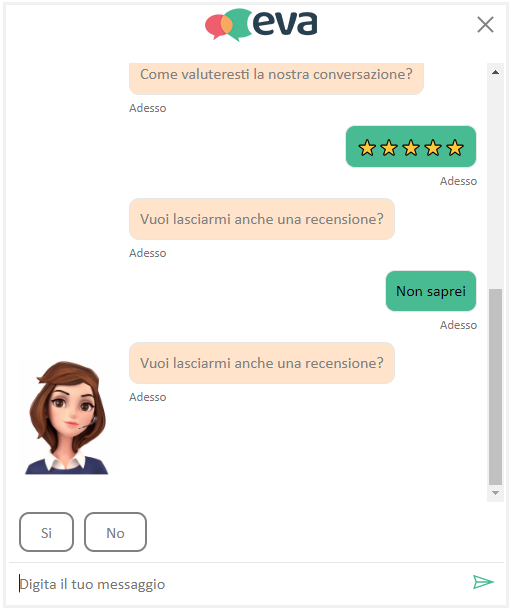 eva
Come valuteresti la nostra conversazione?
Adesso
Adesso
Vuoi lasciarmi anche una recensione?
Adesso
Non saprei
Adesso
Vuoi lasciarmi anche una recensione?
Adesso
Si
No
Digita il tuo messaggio